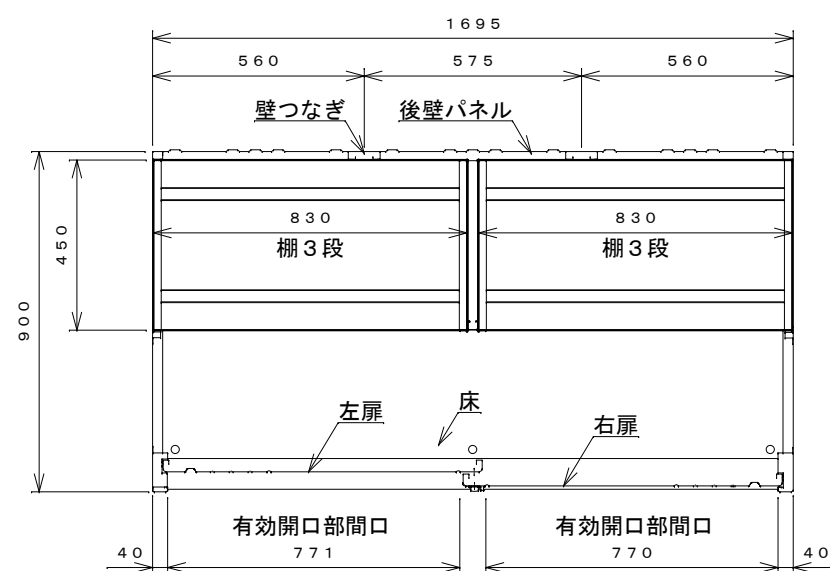 1695
560 575 560
壁つなぎ 後壁パネル
830 830
棚3段 棚3段
450
900
左扉 床 右扉
有効開口部間口 有効開口部間口
40 771 770 40